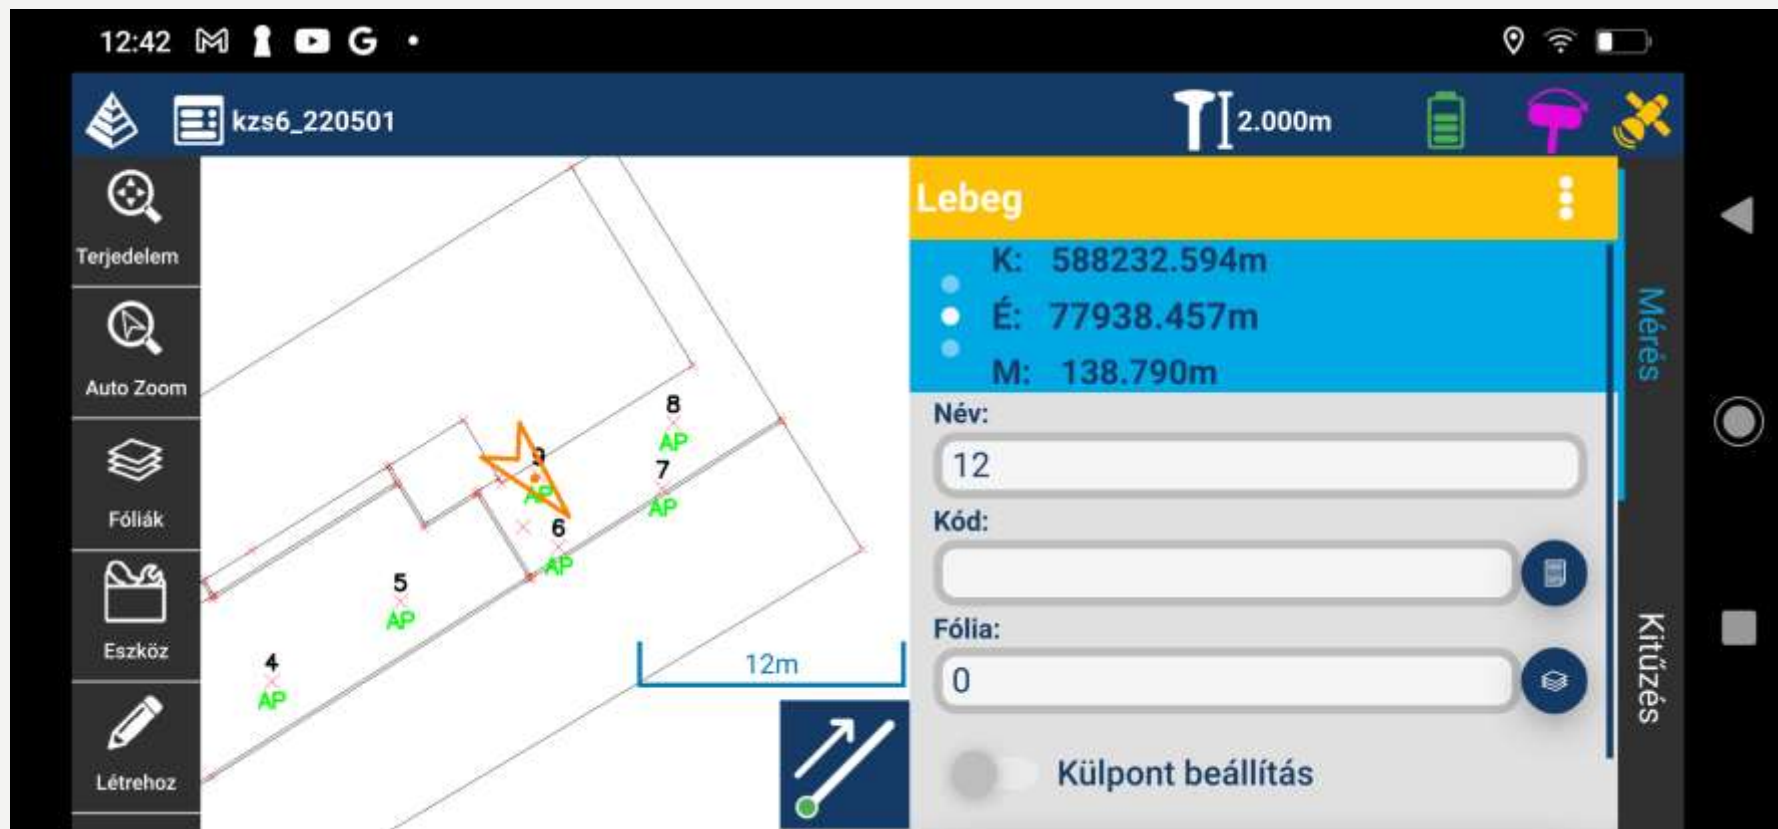 12:42
kzs6_220501
2.000m
Terjedelem
Auto Zoom
Fóliák
Eszköz
Létrehoz
8
AP
9
AP
7
AP
6
AP
5
AP
4
AP
12m
Lebeg
K: 588232.594m
É: 77938.457m
M: 138.790m
Név:
12
Kód:
Fólia:
0
Külpont beállítás
Mérés
Kitűzés